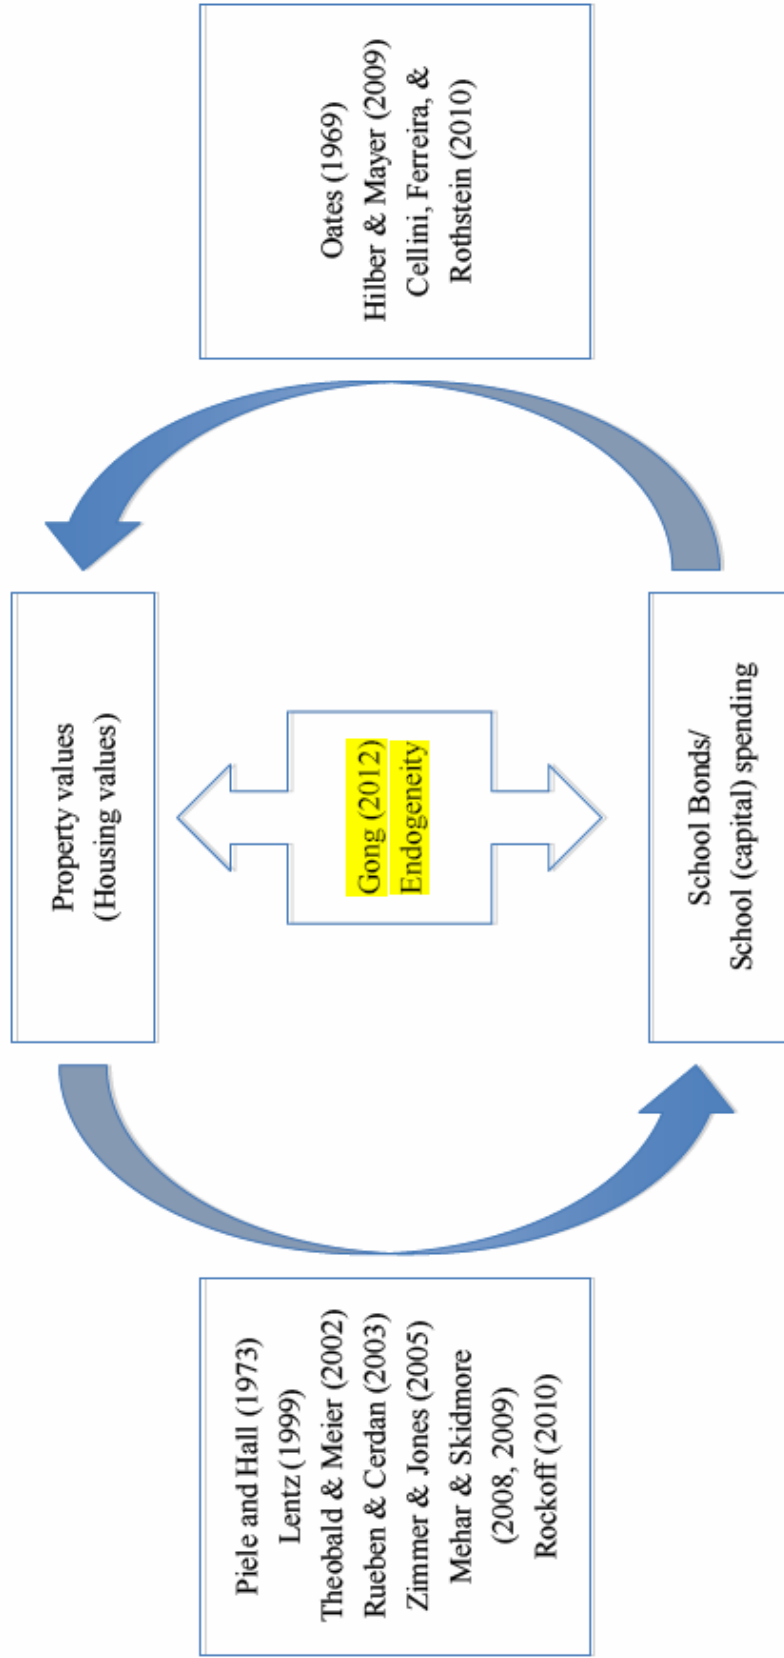 Piele and Hall (1973)
Lentz (1999)
Theobald & Meier (2002)
Rueben & Cerdan (2003)
Zimmer & Jones (2005)
Mehar & Skidmore
(2008, 2009)
Rockoff (2010)
Property values
(Housing values)
Gong (2012)
Endogeneity
School Bonds/
School (capital) spending
Oates (1969)
Hilber & Mayer (2009)
Cellini, Ferreira, &
Rothstein (2010)